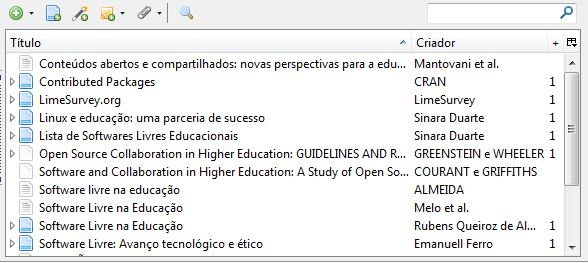 Título Criador +
Conteúdos abertos e compartilhados: novas perspectivas para a edu... Mantovani et al.
Contributed Packages CRAN 1
LimeSurvey.org LimeSurvey 1
Linux e educação: uma parceria de sucesso Sinara Duarte 1
Lista de Softwares Livres Educacionais Sinara Duarte 1
Open Source Collaboration in Higher Education: GUIDELINES AND R... GREENSTEIN e WHEELER 1
Software and Collaboration in Higher Education: A Study of Open So... COURANT e GRIFFITHS
Software livre na educação ALMEIDA
Software Livre na Educação Melo et al.
Software Livre na Educação Rubens Queiroz de Al... 1
Software Livre: Avanço tecnológico e ético Emanuell Ferro 1